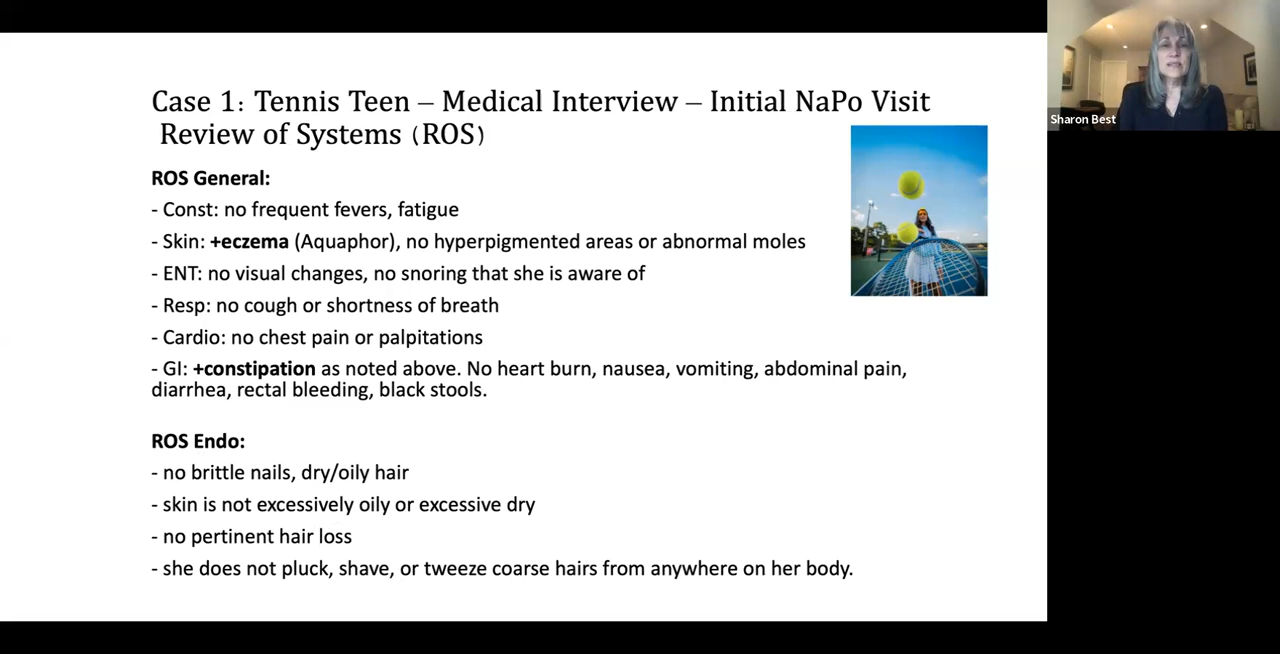 Case 1: Tennis Teen – Medical Interview – Initial NaPo Visit
Review of Systems (ROS)
ROS General:
- Const: no frequent fevers, fatigue
- Skin: +eczema (Aquaphor), no hyperpigmented areas or abnormal moles
- ENT: no visual changes, no snoring that she is aware of
- Resp: no cough or shortness of breath
- Cardio: no chest pain or palpitations
- GI: +constipation as noted above. No heart burn, nausea, vomiting, abdominal pain,
diarrhea, rectal bleeding, black stools.
ROS Endo:
- no brittle nails, dry/oily hair
- skin is not excessively oily or excessive dry
- no pertinent hair loss
- she does not pluck, shave, or tweeze coarse hairs from anywhere on her body.
Sharon Best